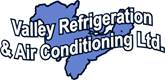 Valley Refrigeration
& Air Conditioning Ltd.